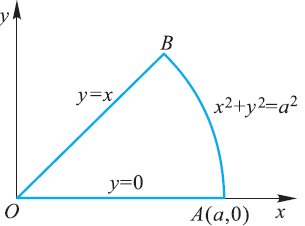 y
B
y=x
x²+y²=a²
y=0
O
A(a,0)
x